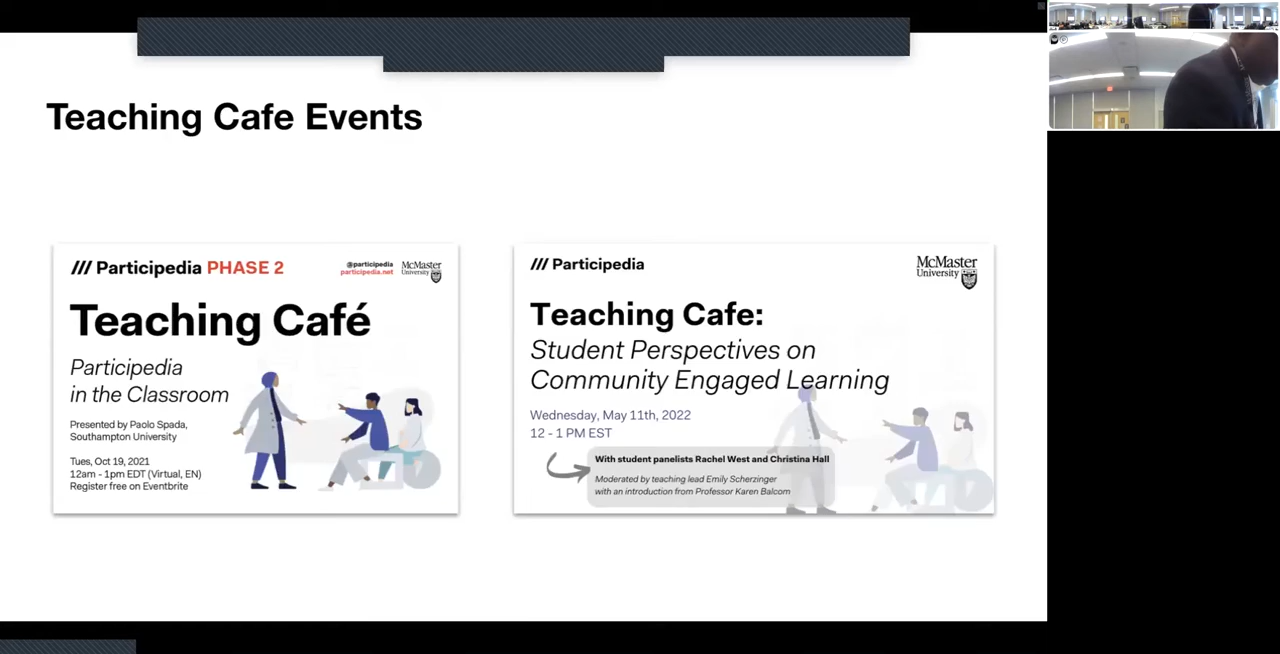 Teaching Cafe Events
/// Participedia PHASE 2
@participedia
participedia.net
McMaster
University
Teaching Café
Participedia
in the Classroom
Presented by Paolo Spada,
Southampton University
Tues, Oct 19, 2021
12am - 1pm EDT (Virtual, EN)
Register free on Eventbrite
/// Participedia
McMaster
University
Teaching Cafe:
Student Perspectives on
Community Engaged Learning
Wednesday, May 11th, 2022
12 - 1 PM EST
With student panelists Rachel West and Christina Hall
Moderated by teaching lead Emily Scherzinger
with an introduction from Professor Karen Balcom